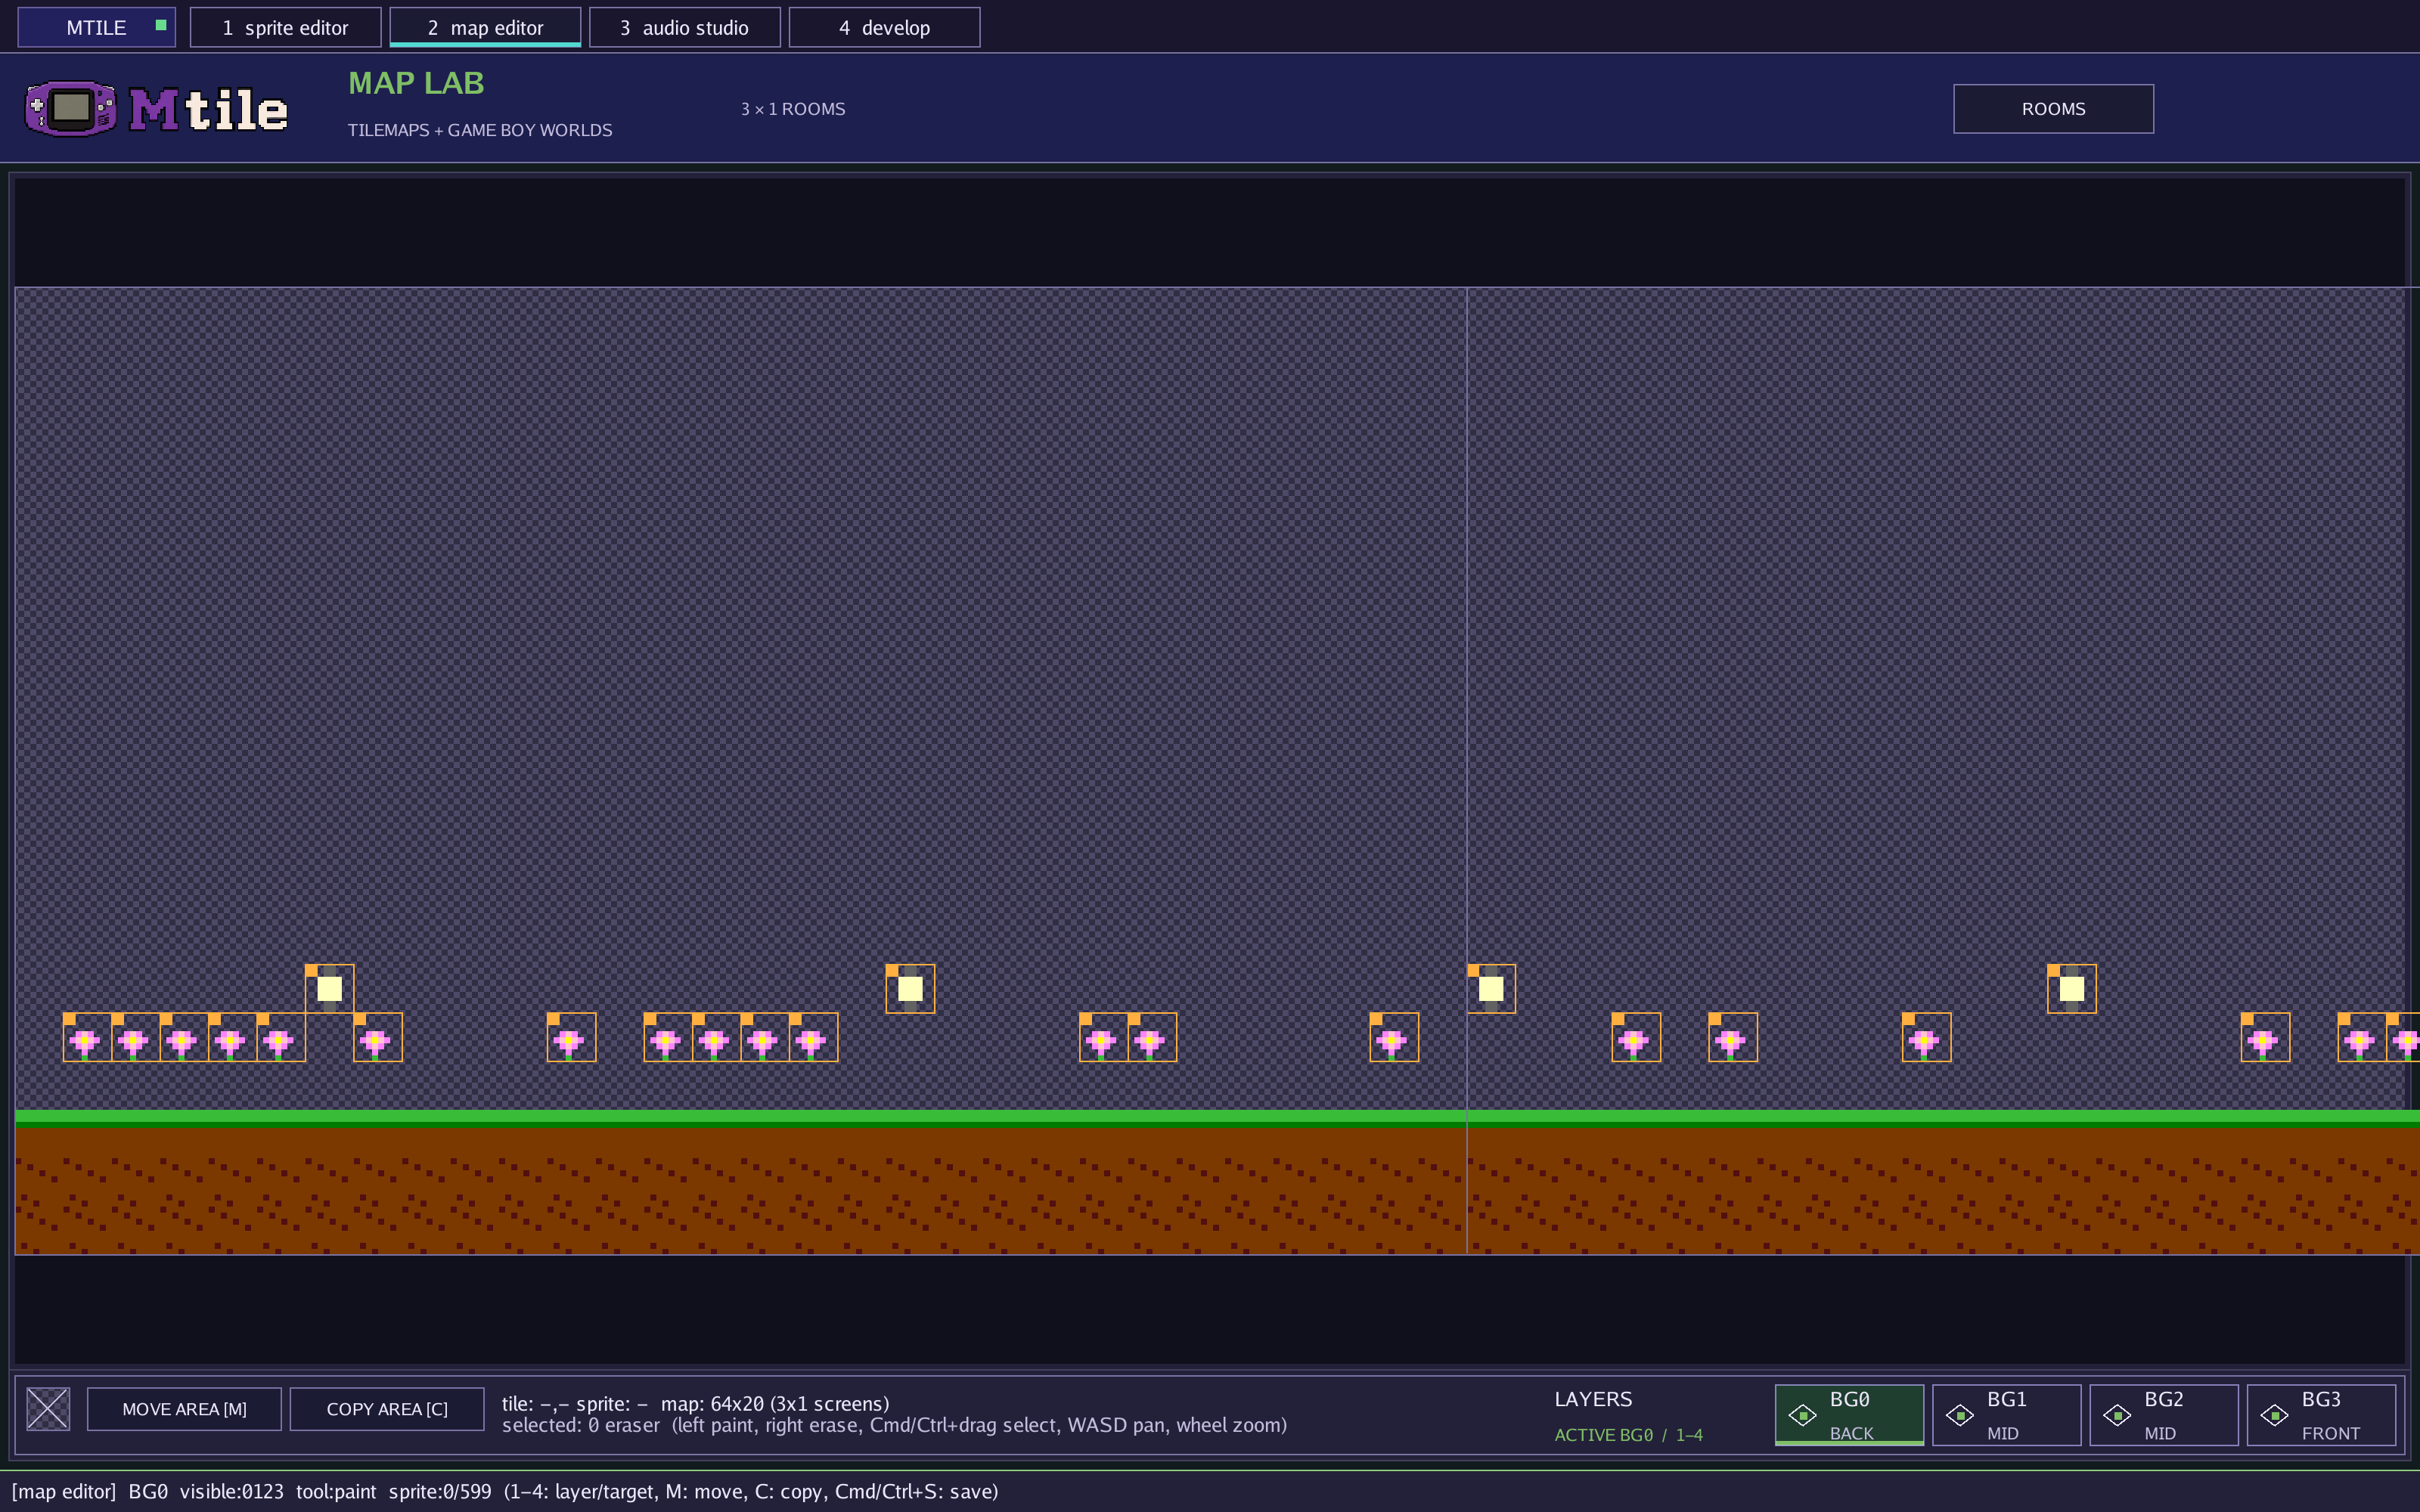 MTILE
1 sprite editor
2 map editor
3 audio studio
4 develop
Mtile
MAP LAB
TILEMAPS + GAME BOY WORLDS
3 × 1 ROOMS
ROOMS
MOVE AREA [M]
COPY AREA [C]
tile: –,– sprite: – map: 64x20 (3x1 screens)
selected: 0 eraser (left paint, right erase, Cmd/Ctrl+drag select, WASD pan, wheel zoom)
LAYERS
ACTIVE BG0 / 1–4
BG0
BACK
BG1
MID
BG2
MID
BG3
FRONT
[map editor] BG0 visible:0123 tool:paint sprite:0/599 (1–4: layer/target, M: move, C: copy, Cmd/Ctrl+S: save)